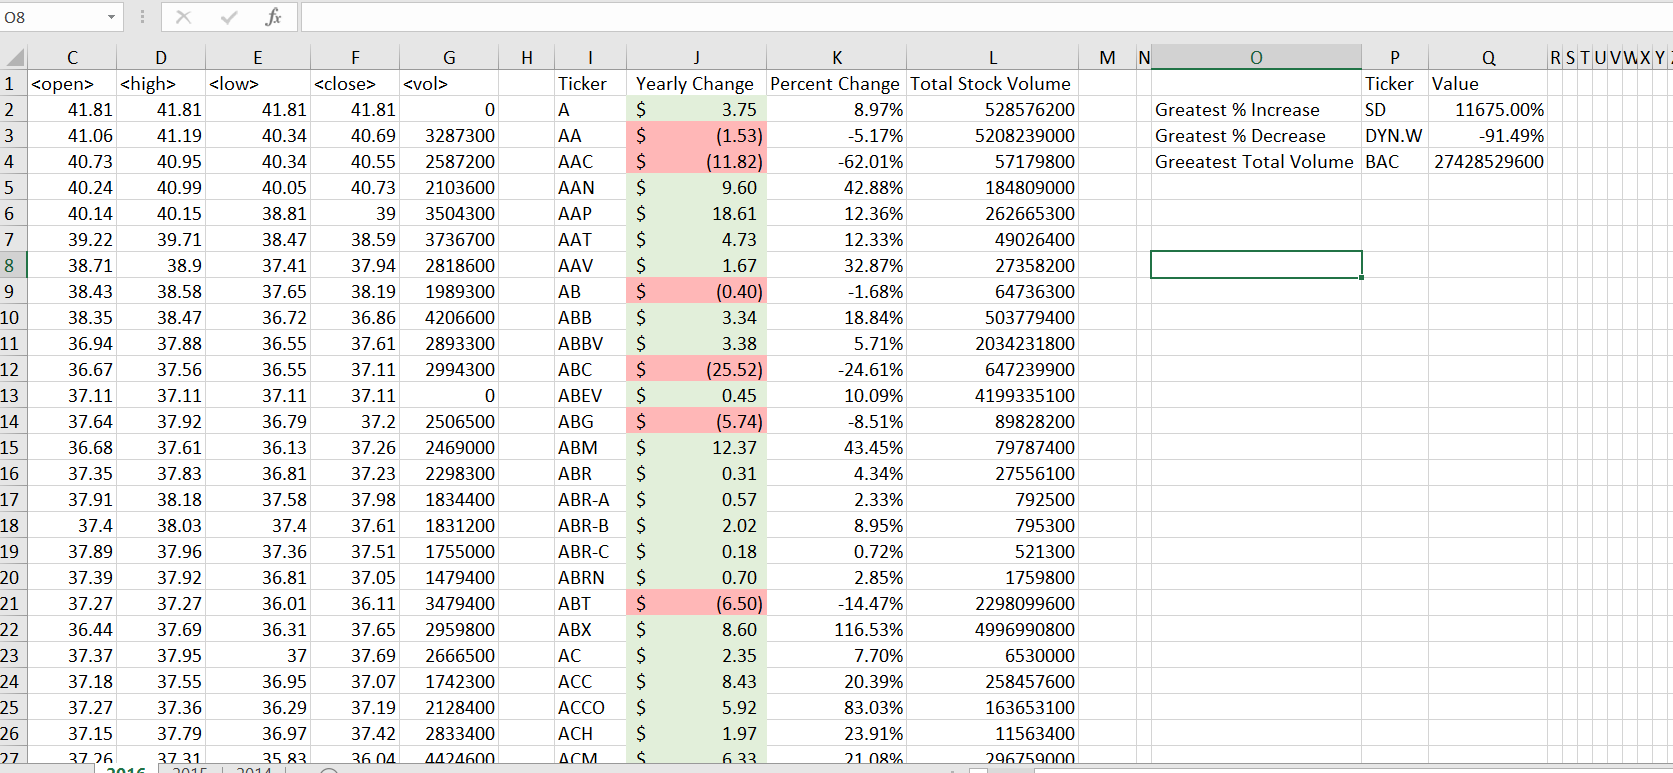 O8 fx
C D E F G H I J K L M N O P Q R S T U V W X Y
1 <open> <high> <low> <close> <vol> Ticker Yearly Change Percent Change Total Stock Volume Ticker Value
2 41.81 41.81 41.81 41.81 0 A $ 3.75 8.97% 528576200 Greatest % Increase SD 11675.00%
3 41.06 41.19 40.34 40.69 3287300 AA $ (1.53) -5.17% 5208239000 Greatest % Decrease DYN.W -91.49%
4 40.73 40.95 40.34 40.55 2587200 AAC $ (11.82) -62.01% 57179800 Greeatest Total Volume BAC 27428529600
5 40.24 40.99 40.05 40.73 2103600 AAN $ 9.60 42.88% 184809000
6 40.14 40.15 38.81 39 3504300 AAP $ 18.61 12.36% 262665300
7 39.22 39.71 38.47 38.59 3736700 AAT $ 4.73 12.33% 49026400
8 38.71 38.9 37.41 37.94 2818600 AAV $ 1.67 32.87% 27358200
9 38.43 38.58 37.65 38.19 1989300 AB $ (0.40) -1.68% 64736300
10 38.35 38.47 36.72 36.86 4206600 ABB $ 3.34 18.84% 503779400
11 36.94 37.88 36.55 37.61 2893300 ABBV $ 3.38 5.71% 2034231800
12 36.67 37.56 36.55 37.11 2994300 ABC $ (25.52) -24.61% 647239900
13 37.11 37.11 37.11 37.11 0 ABEV $ 0.45 10.09% 4199335100
14 37.64 37.92 36.79 37.2 2506500 ABG $ (5.74) -8.51% 89828200
15 36.68 37.61 36.13 37.26 2469000 ABM $ 12.37 43.45% 79787400
16 37.35 37.83 36.81 37.23 2298300 ABR $ 0.31 4.34% 27556100
17 37.91 38.18 37.58 37.98 1834400 ABR-A $ 0.57 2.33% 792500
18 37.4 38.03 37.4 37.61 1831200 ABR-B $ 2.02 8.95% 795300
19 37.89 37.96 37.36 37.51 1755000 ABR-C $ 0.18 0.72% 521300
20 37.39 37.92 36.81 37.05 1479400 ABRN $ 0.70 2.85% 1759800
21 37.27 37.27 36.01 36.11 3479400 ABT $ (6.50) -14.47% 2298099600
22 36.44 37.69 36.31 37.65 2959800 ABX $ 8.60 116.53% 4996990800
23 37.37 37.95 37 37.69 2666500 AC $ 2.35 7.70% 6530000
24 37.18 37.55 36.95 37.07 1742300 ACC $ 8.43 20.39% 258457600
25 37.27 37.36 36.29 37.19 2128400 ACCO $ 5.92 83.03% 163653100
26 37.15 37.79 36.97 37.42 2833400 ACH $ 1.97 23.91% 11563400
27 37.26 37.31 35.83 36.04 4424600 ACM $ 6.33 21.08% 296759000
2016 2015 2014